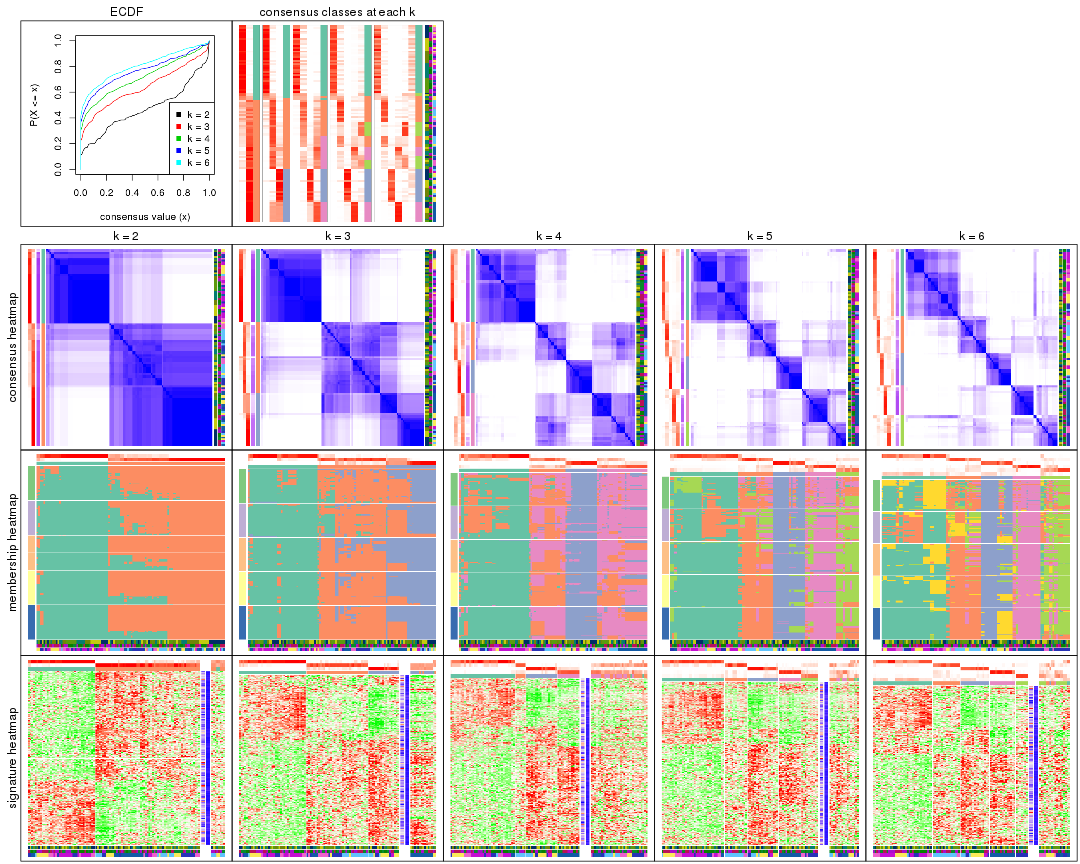 ECDF
consensus classes at each k
P(X <= x)
1.0
0.8
0.6
0.4
0.2
0.0
k = 2
k = 3
k = 4
k = 5
k = 6
0.0 0.2 0.4 0.6 0.8 1.0
consensus value (x)
k = 2
k = 3
k = 4
k = 5
k = 6
consensus heatmap
membership heatmap
signature heatmap